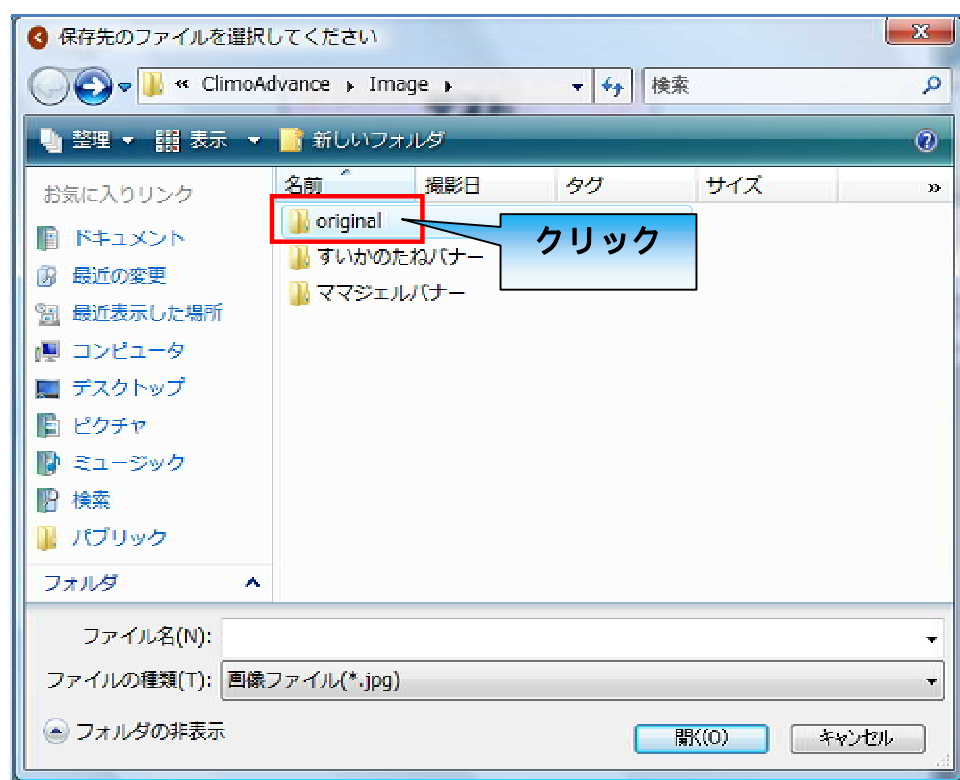 保存先のファイルを選択してください
« ClimoAdvance ▸ Image ▸
検索
整理 表示 新しいフォルダ
お気に入りリンク
ドキュメント
最近の変更
最近表示した場所
コンピュータ
デスクトップ
ピクチャ
ミュージック
検索
パブリック
フォルダ
名前 撮影日 タグ サイズ »
original
クリック
すいかのたねバナー
ママジェルバナー
ファイル名(N):
ファイルの種類(T): 画像ファイル(*.jpg)
フォルダの非表示
開く(O) キャンセル